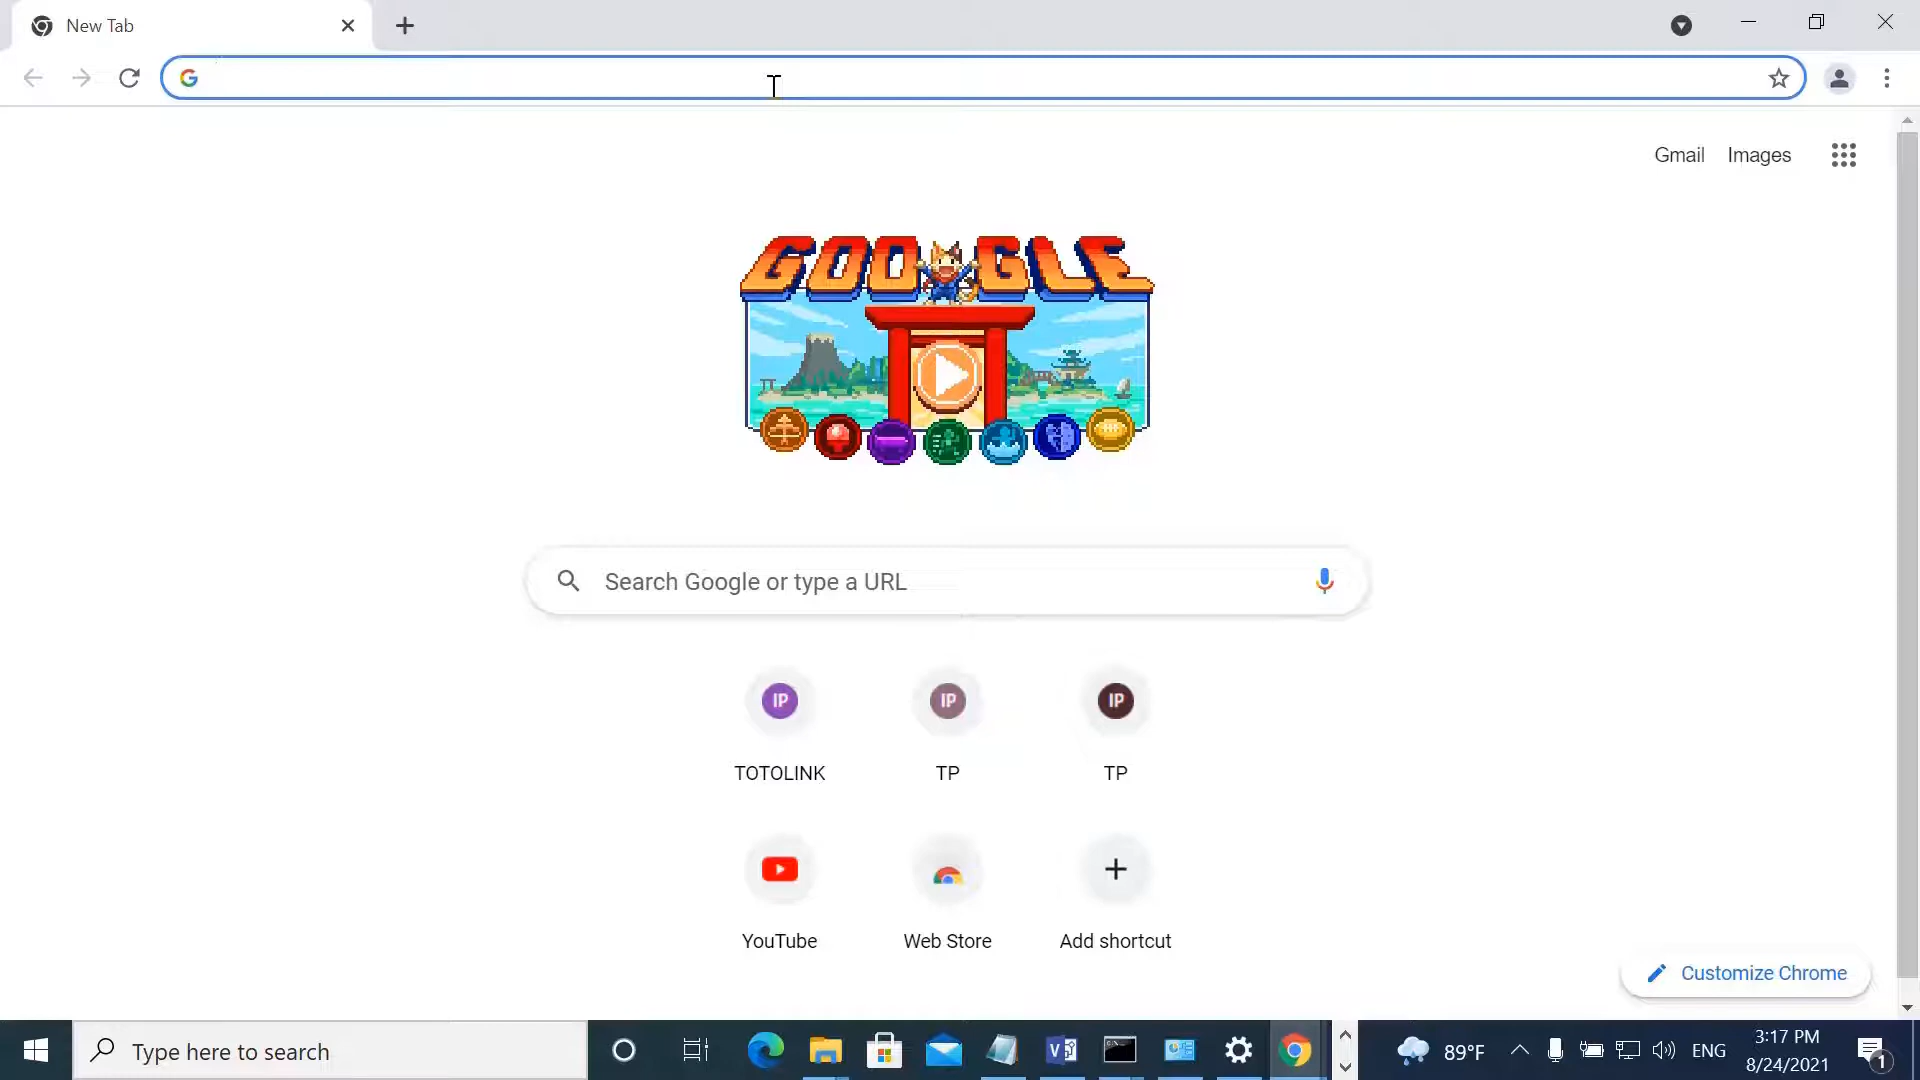 New Tab
Gmail Images
GOOGLE
Search Google or type a URL
IP IP IP
TOTOLINK TP TP
YouTube Web Store Add shortcut
Customize Chrome
Type here to search
89°F ENG 3:17 PM
8/24/2021
1